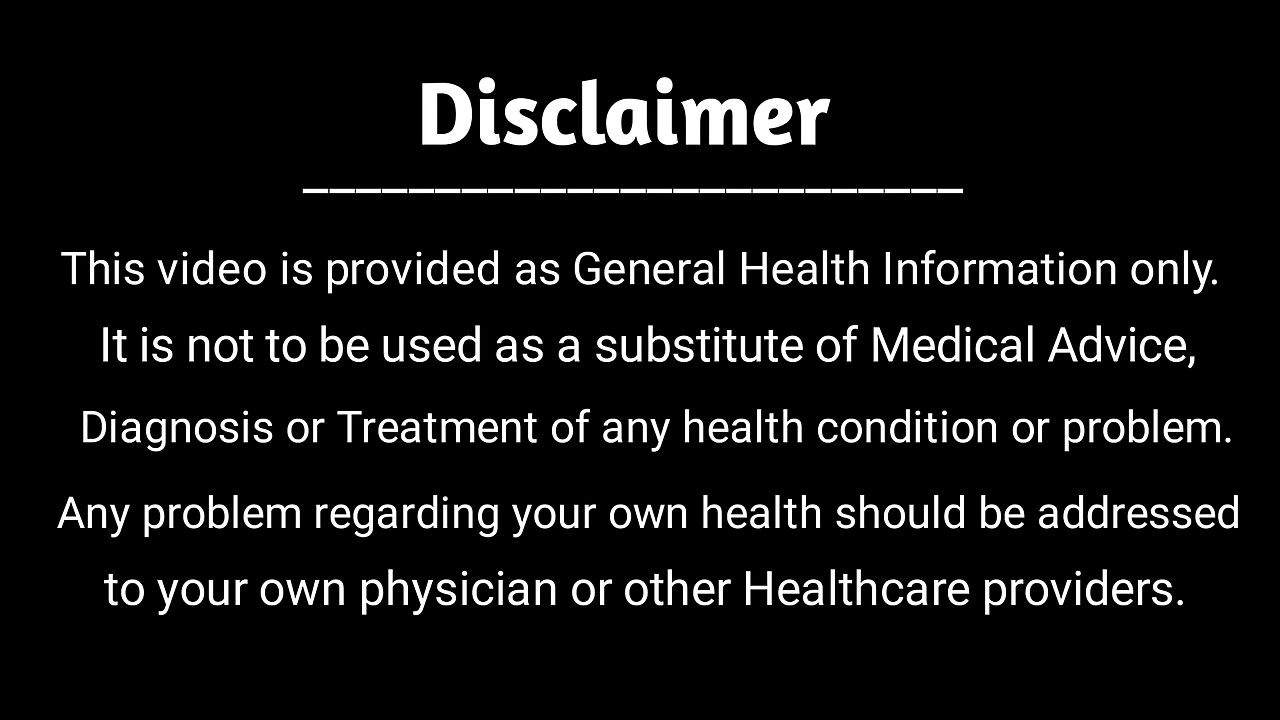 Disclaimer
This video is provided as General Health Information only.
It is not to be used as a substitute of Medical Advice,
Diagnosis or Treatment of any health condition or problem.
Any problem regarding your own health should be addressed
to your own physician or other Healthcare providers.